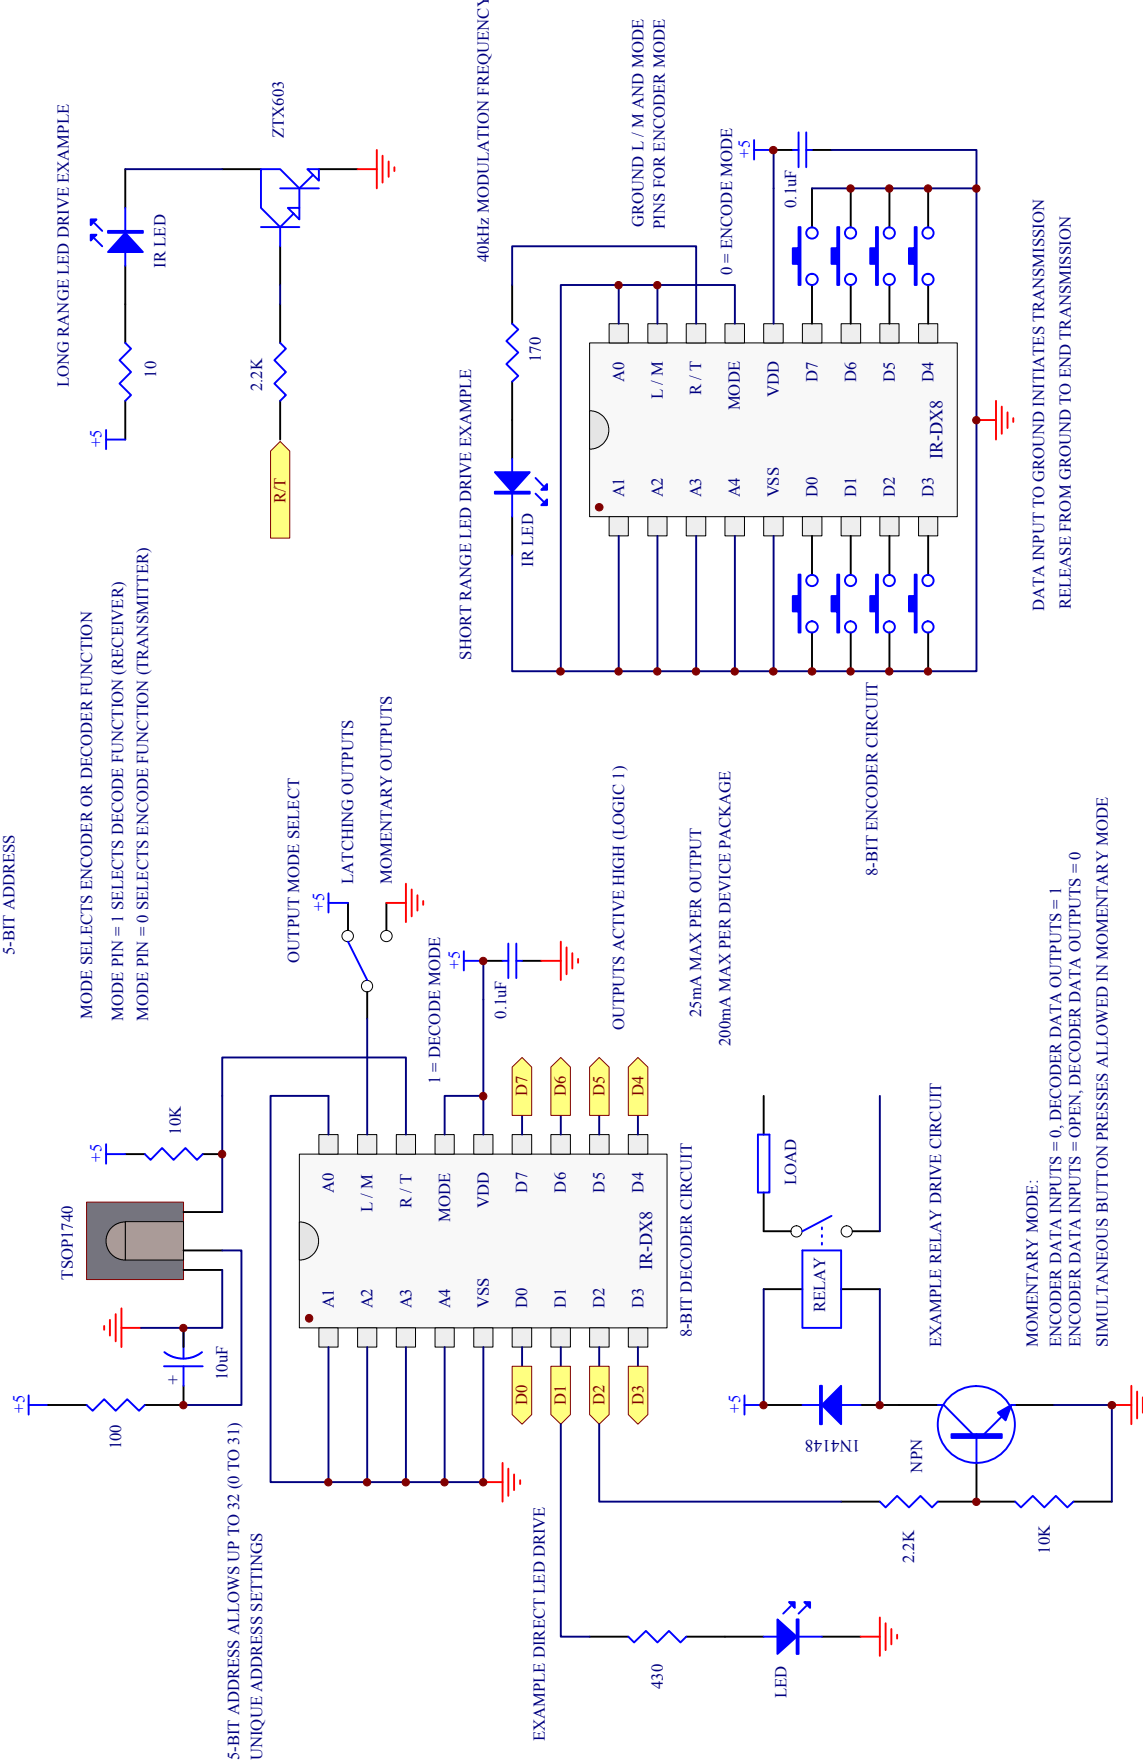 5-BIT ADDRESS
5-BIT ADDRESS ALLOWS UP TO 32 (0 TO 31)
UNIQUE ADDRESS SETTINGS
+5
100
10uF
+
TSOP1740
+5
10K
MODE SELECTS ENCODER OR DECODER FUNCTION
MODE PIN = 1 SELECTS DECODE FUNCTION (RECEIVER)
MODE PIN = 0 SELECTS ENCODE FUNCTION (TRANSMITTER)
OUTPUT MODE SELECT
+5
LATCHING OUTPUTS
MOMENTARY OUTPUTS
1 = DECODE MODE
+5
0.1uF
A1
A2
A3
A4
VSS
D0
D1
D2
D3
A0
L / M
R / T
MODE
VDD
D7
D6
D5
D4
IR-DX8
D0
D1
D2
D3
D7
D6
D5
D4
8-BIT DECODER CIRCUIT
OUTPUTS ACTIVE HIGH (LOGIC 1)
25mA MAX PER OUTPUT
200mA MAX PER DEVICE PACKAGE
EXAMPLE DIRECT LED DRIVE
430
LED
+5
1N4148
NPN
2.2K
10K
RELAY
LOAD
EXAMPLE RELAY DRIVE CIRCUIT
MOMENTARY MODE:
ENCODER DATA INPUTS = 0, DECODER DATA OUTPUTS = 1
ENCODER DATA INPUTS = OPEN, DECODER DATA OUTPUTS = 0
SIMULTANEOUS BUTTON PRESSES ALLOWED IN MOMENTARY MODE
LONG RANGE LED DRIVE EXAMPLE
+5
10
IR LED
R/T
2.2K
ZTX603
SHORT RANGE LED DRIVE EXAMPLE
40kHz MODULATION FREQUENCY
IR LED
170
GROUND L / M AND MODE
PINS FOR ENCODER MODE
0 = ENCODE MODE
+5
0.1uF
A1
A2
A3
A4
VSS
D0
D1
D2
D3
A0
L / M
R / T
MODE
VDD
D7
D6
D5
D4
IR-DX8
8-BIT ENCODER CIRCUIT
DATA INPUT TO GROUND INITIATES TRANSMISSION
RELEASE FROM GROUND TO END TRANSMISSION